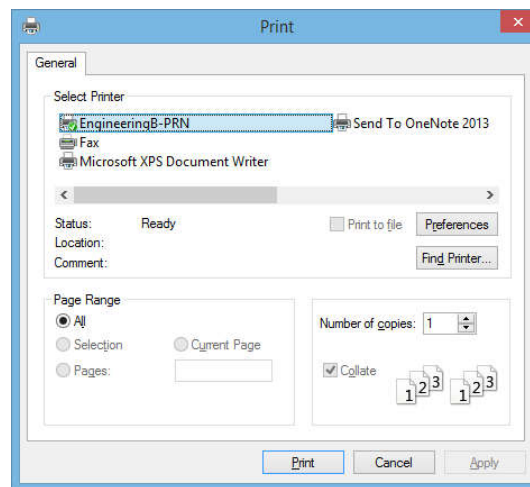 Print
General
Select Printer
EngineeringB-PRN
Send To OneNote 2013
Fax
Microsoft XPS Document Writer
Status: Ready
Print to file
Preferences
Location:
Comment:
Find Printer...
Page Range
All
Selection
Current Page
Pages:
Number of copies: 1
Collate
1 2 3 1 2 3
Print
Cancel
Apply